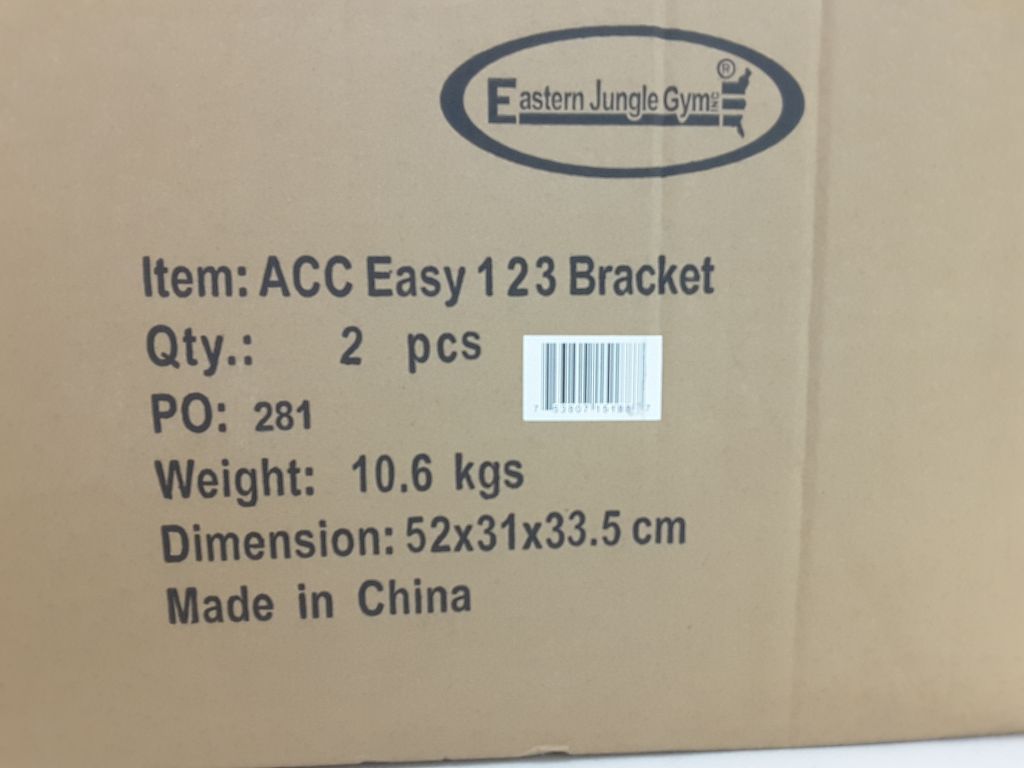 Eastern Jungle Gym INC ®
Item: ACC Easy 1 2 3 Bracket
Qty.: 2 pcs
PO: 281
Weight: 10.6 kgs
Dimension: 52x31x33.5 cm
Made in China